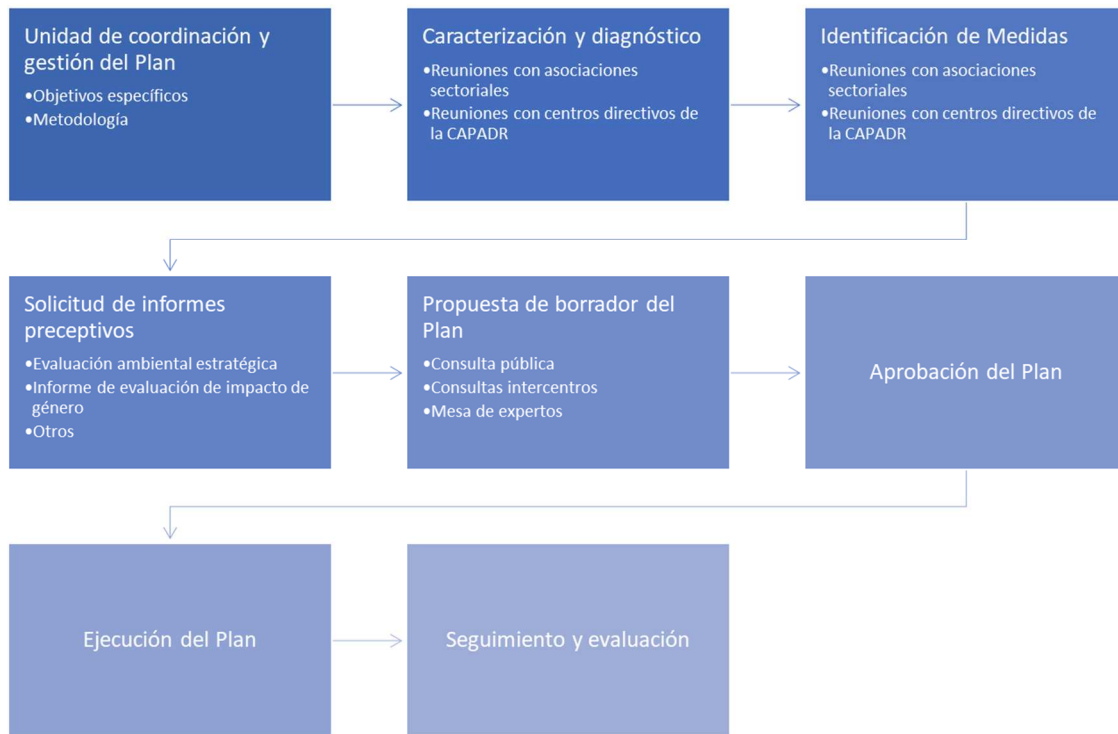 Unidad de coordinación y
gestión del Plan
•Objetivos específicos
•Metodología
Caracterización y diagnóstico
•Reuniones con asociaciones
sectoriales
•Reuniones con centros directivos de
la CAPADR
Identificación de Medidas
•Reuniones con asociaciones
sectoriales
•Reuniones con centros directivos de
la CAPADR
Solicitud de informes
preceptivos
•Evaluación ambiental estratégica
•Informe de evaluación de impacto de
género
•Otros
Propuesta de borrador del
Plan
•Consulta pública
•Consultas intercentros
•Mesa de expertos
Aprobación del Plan
Ejecución del Plan
Seguimiento y evaluación